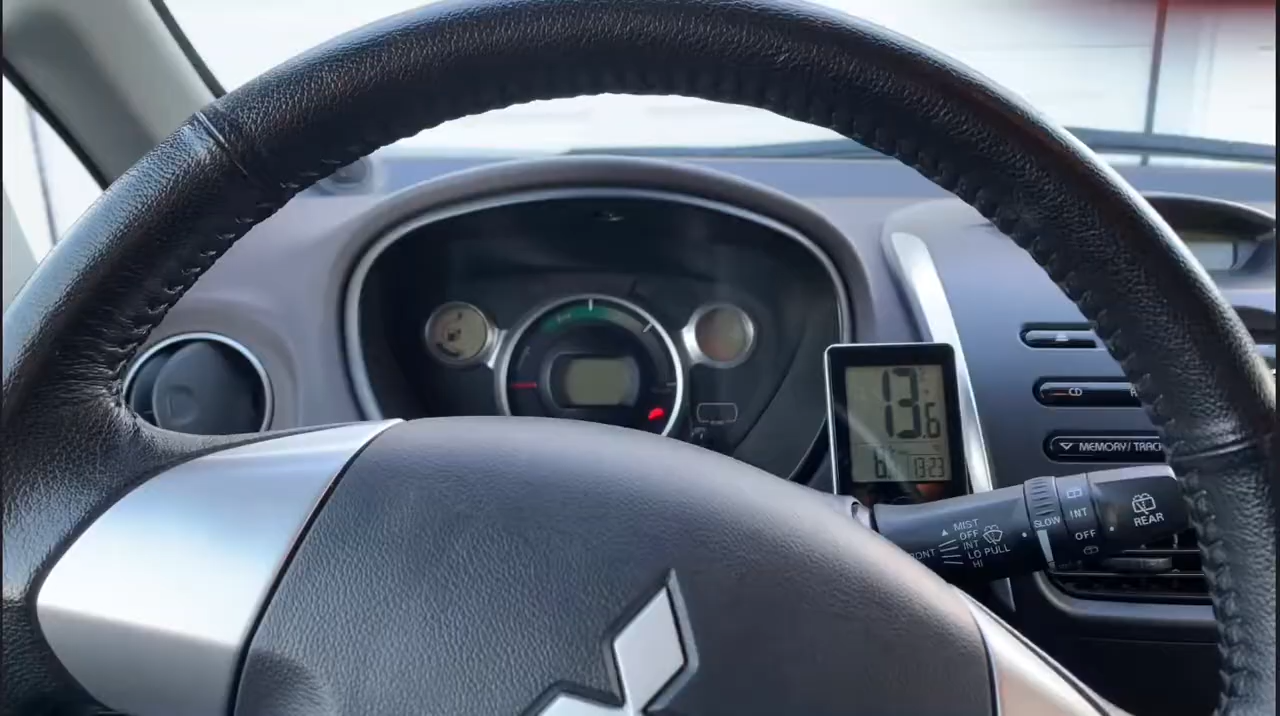 13.6
13:23
MEMORY/TRACK
MIST
OFF
INT
LO PULL
HI
SLOW
INT
OFF
REAR